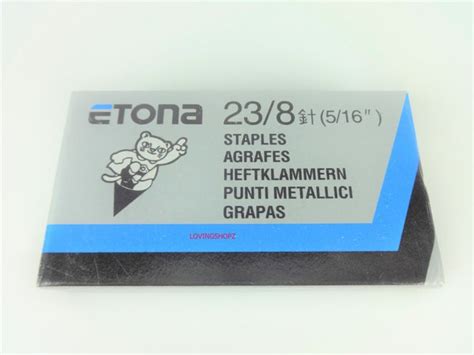 ETONA 23/8 針 (5/16")
STAPLES
AGRAFES
HEFTKLAMMERN
PUNTI METALLICI
GRAPAS
LOVINGSHOPZ